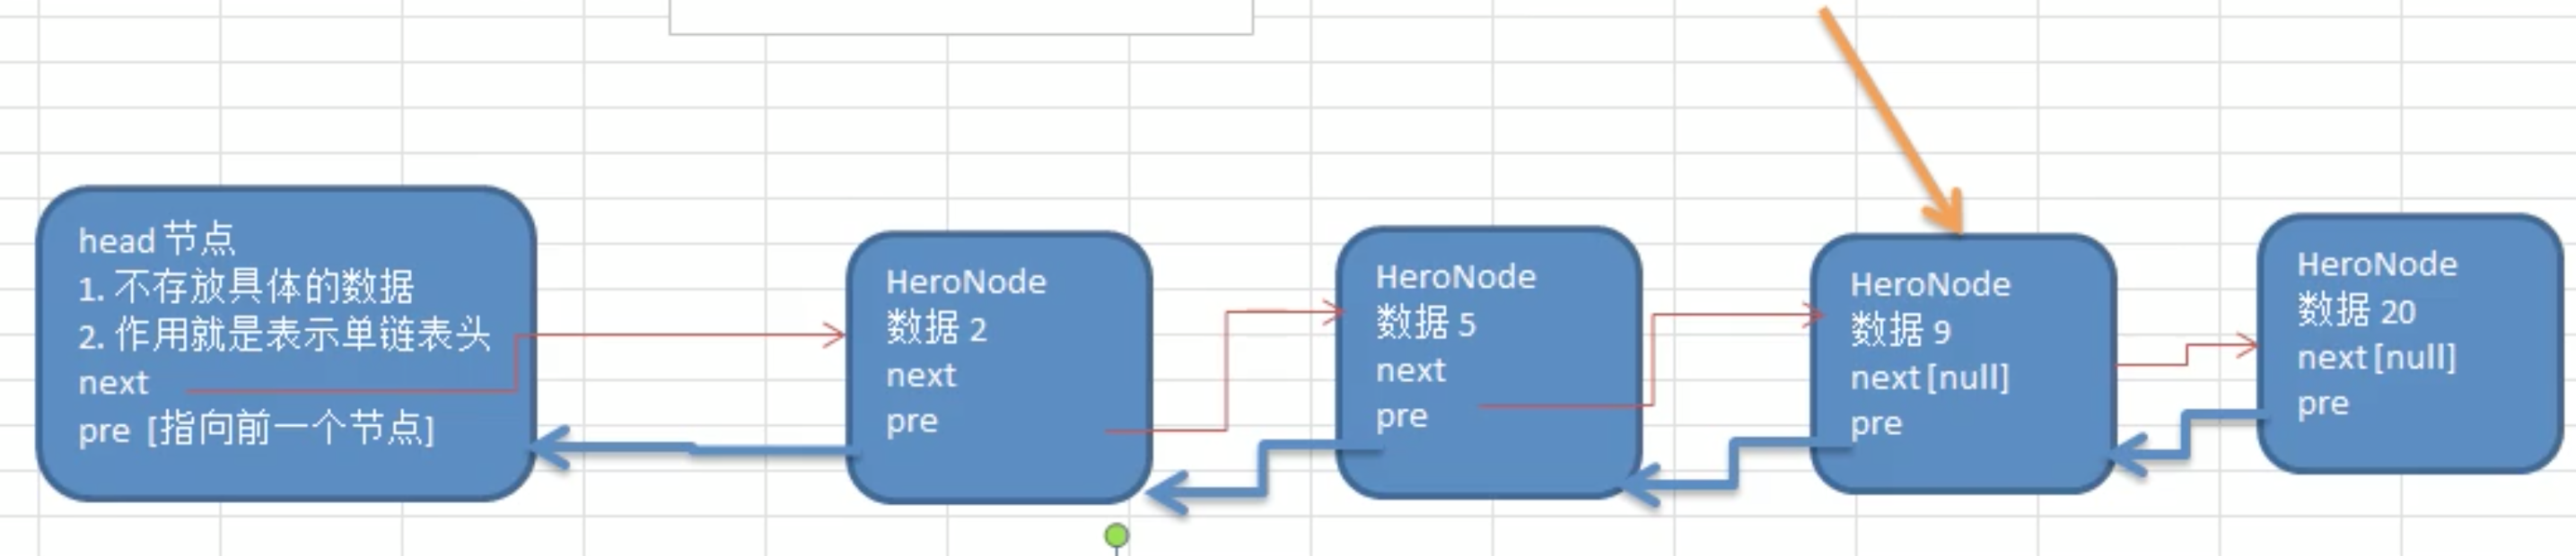 head 节点
1. 不存放具体的数据
2. 作用就是表示单链表头
next
pre [指向前一个节点]
HeroNode
数据 2
next
pre
HeroNode
数据 5
next
pre
HeroNode
数据 9
next [null]
pre
HeroNode
数据 20
next [null]
pre